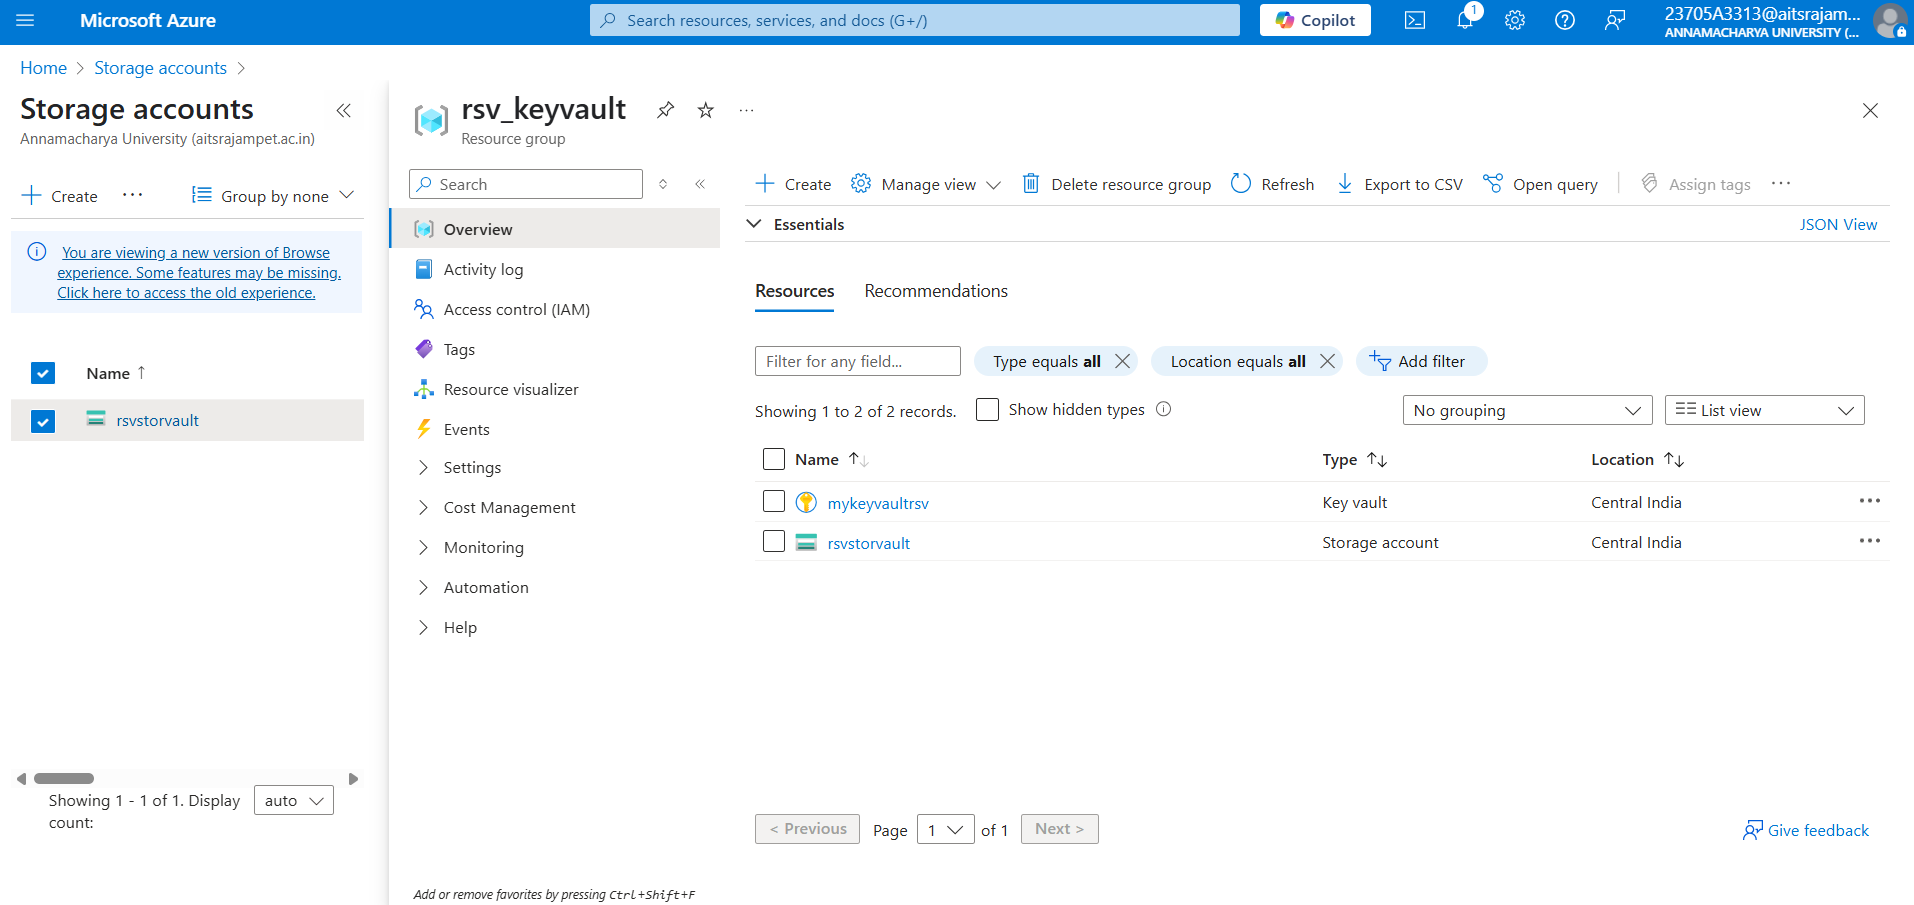 Microsoft Azure
Search resources, services, and docs (G+/)
Copilot
1
23705A3313@aitsrajam...
ANNAMACHARYA UNIVERSITY (...
Home > Storage accounts >
Storage accounts
Annamacharya University (aitsrajampet.ac.in)
Create ... Group by none
You are viewing a new version of Browse
experience. Some features may be missing.
Click here to access the old experience.
Name ↑
rsvstorvault
Showing 1 - 1 of 1. Display
count:
auto
rsv_keyvault ...
Resource group
Search
Overview
Activity log
Access control (IAM)
Tags
Resource visualizer
Events
Settings
Cost Management
Monitoring
Automation
Help
Add or remove favorites by pressing Ctrl+Shift+F
Create Manage view Delete resource group Refresh Export to CSV Open query Assign tags ...
Essentials JSON View
Resources Recommendations
Filter for any field... Type equals all Location equals all Add filter
Showing 1 to 2 of 2 records. Show hidden types No grouping List view
Name ↑↓ Type ↑↓ Location ↑↓
mykeyvaultrsv Key vault Central India ...
rsvstorvault Storage account Central India ...
< Previous Page 1 of 1 Next > Give feedback